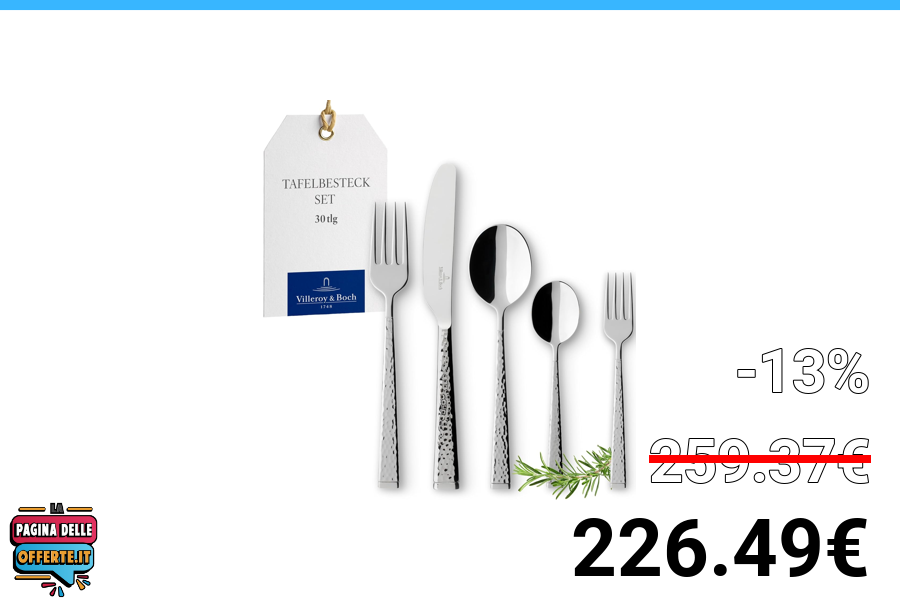 TAFELBESTECK
SET
30 tlg
Villeroy & Boch
1748
-13%
259.37€
226.49€
LA
PAGINA DELLE
OFFERTE.IT